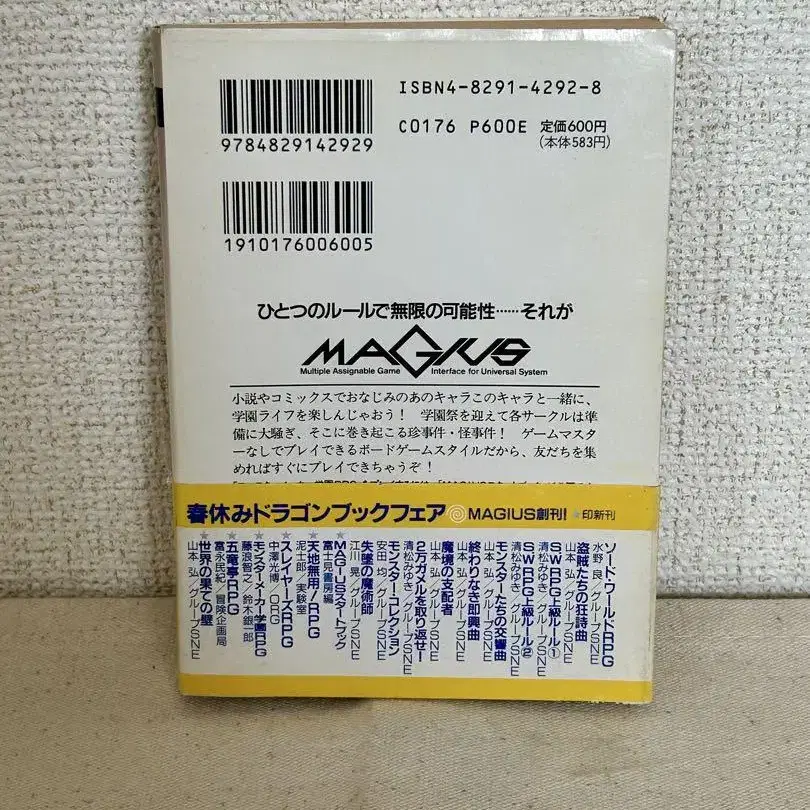 ISBN4-8291-4292-8
C0176 P600E 定価600円
(本体583円)
9784829142929
1910176006005
ひとつのルールで無限の可能性……それが
MAGIUS
Multiple Assignable Game Interface for Universal System
小説やコミックスでおなじみのあのキャラこのキャラと一緒に、
学園ライフを楽しんじゃおう! 学園祭を迎えて各サークルは準
備に大騒ぎ、そこに巻き起こる珍事件・怪事件! ゲームマスタ
ーなしでプレイできるボードゲームスタイルだから、友だちを集
めればすぐにプレイできちゃうぞ!
春休みドラゴンブックフェア MAGIUS創刊! ★印新刊
ソード・ワールドRPG
水野 良/グループSNE
盗賊たちの狂詩曲
山本 弘/グループSNE
S.W.RPG上級ルール①
清松みゆき/グループSNE
S.W.RPG上級ルール②
清松みゆき/グループSNE
モンスターたちの交響曲
山本 弘/グループSNE
終わりなき即興曲
山本 弘/グループSNE
魔境の支配者
山本 弘/グループSNE
2万ガメルを取り返せー
清松みゆき/グループSNE
モンスター・コレクション
安田 均/グループSNE
失墜の魔術師
江川 晃/グループSNE
★MAGIUSスタートブック
富士見書房編
★天地無用!RPG
泥士郎/実験室
★スレイヤーズRPG
中澤光博/ORG
★モンスターメーカー学園RPG
藤浪智之/鈴木銀一郎
★五竜亭RPG
富永民紀/冒険企画局
★世界の果ての壁
山本 弘/グループSNE